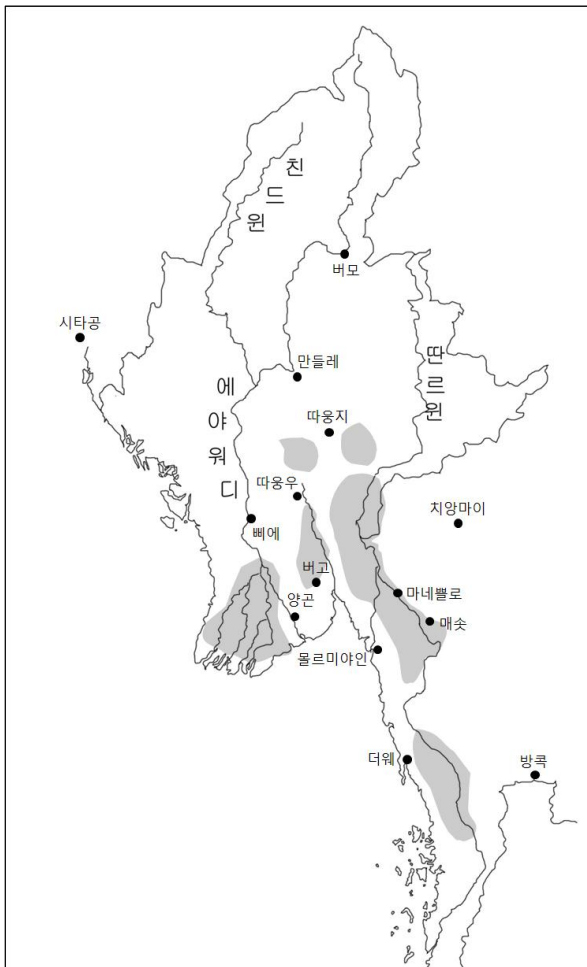 친드윈
버모
시타공
만들레
딴르윈
에야워디
따웅지
따웅우
치앙마이
삐에
버고
마네쁠로
양곤
매솟
몰르미야인
더웨
방콕